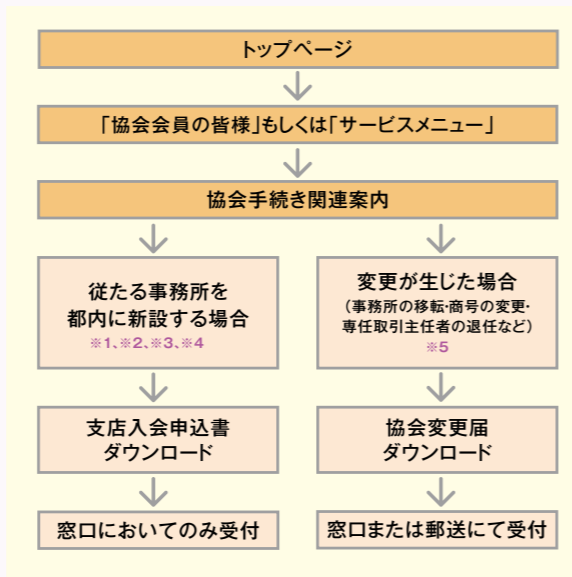 トップページ
「協会会員の皆様」もしくは「サービスメニュー」
協会手続き関連案内
従たる事務所を
都内に新設する場合
※1、※2、※3、※4
支店入会申込書
ダウンロード
窓口においてのみ受付
変更が生じた場合
（事務所の移転・商号の変更・
専任取引主任者の退任など）
※5
協会変更届
ダウンロード
窓口または郵送にて受付